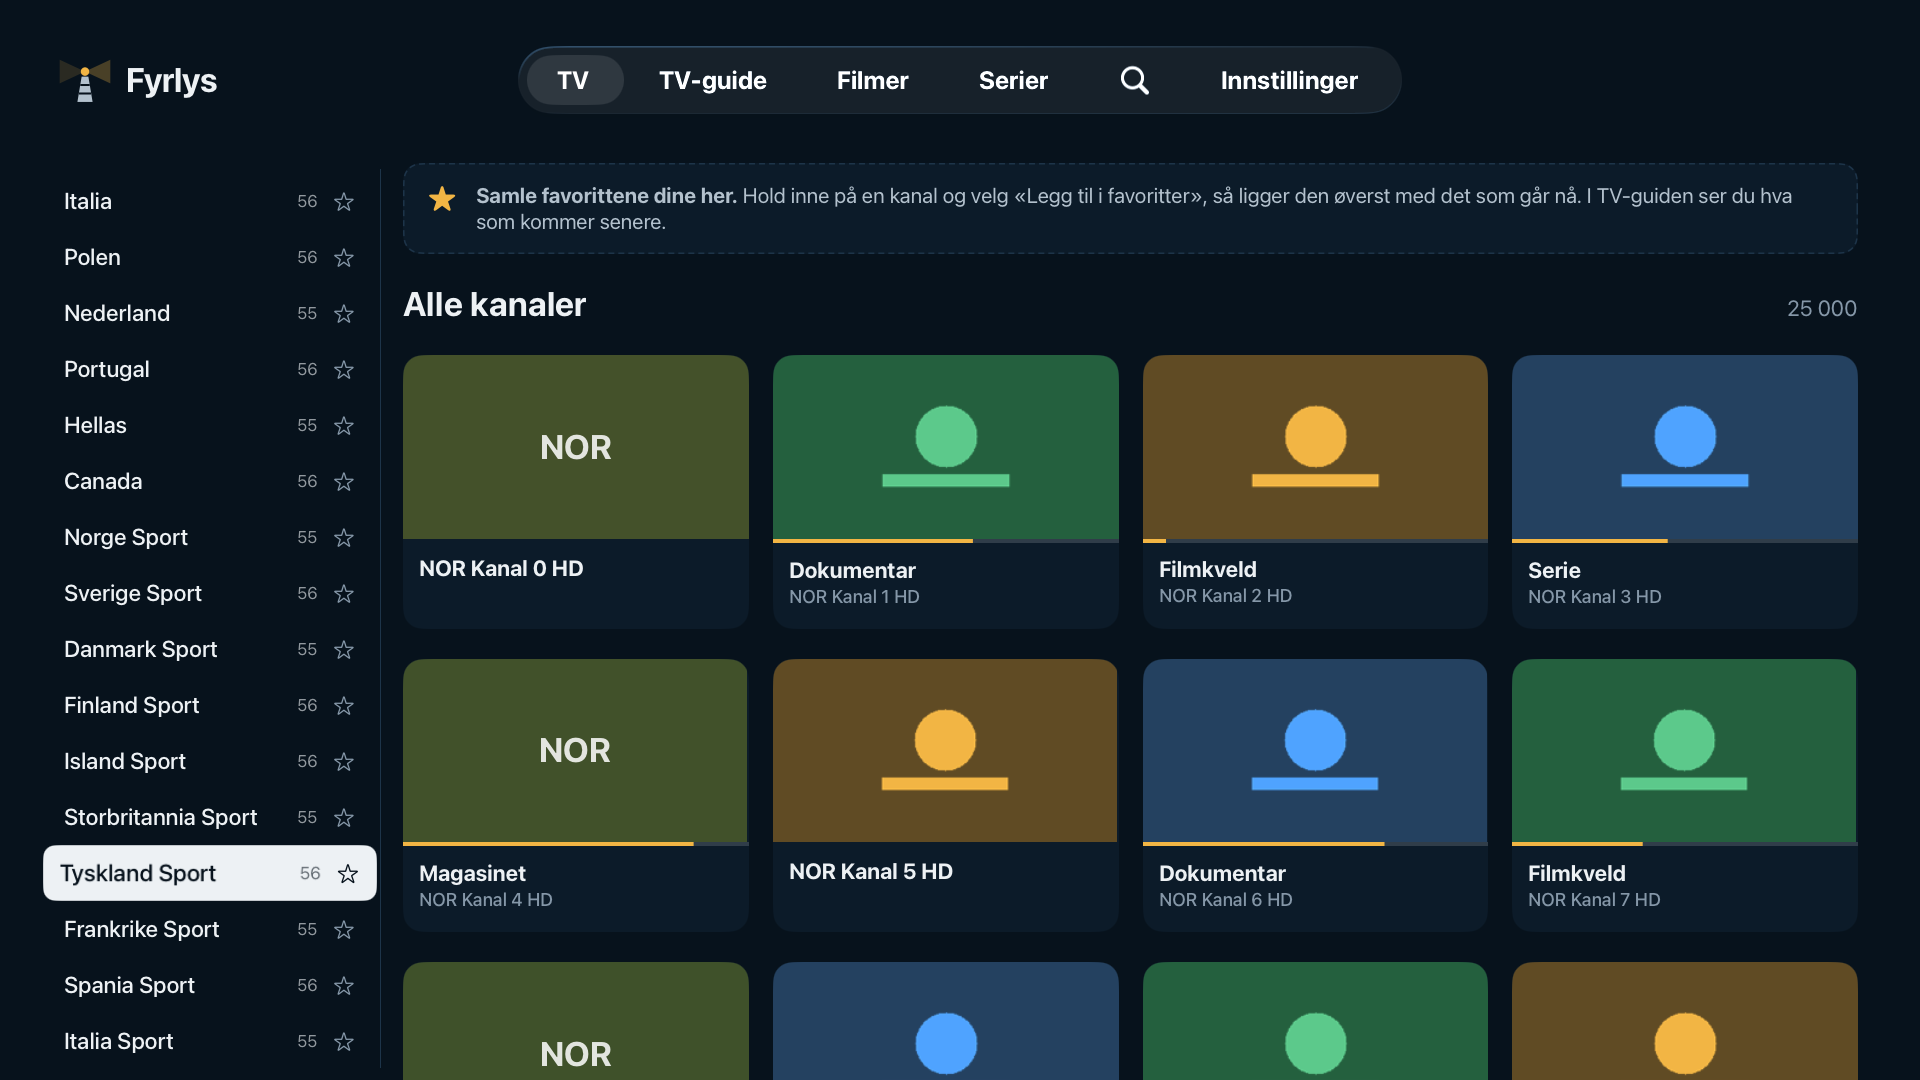 Fyrlys
TV
TV-guide
Filmer
Serier
Innstillinger
Italia 56
Polen 56
Nederland 55
Portugal 56
Hellas 55
Canada 56
Norge Sport 55
Sverige Sport 56
Danmark Sport 55
Finland Sport 56
Island Sport 56
Storbritannia Sport 55
Tyskland Sport 56
Frankrike Sport 55
Spania Sport 56
Italia Sport 55
Samle favorittene dine her. Hold inne på en kanal og velg «Legg til i favoritter», så ligger den øverst med det som går nå. I TV-guiden ser du hva
som kommer senere.
Alle kanaler
25 000
NOR
NOR Kanal 0 HD
Dokumentar
NOR Kanal 1 HD
Filmkveld
NOR Kanal 2 HD
Serie
NOR Kanal 3 HD
NOR
Magasinet
NOR Kanal 4 HD
NOR Kanal 5 HD
Dokumentar
NOR Kanal 6 HD
Filmkveld
NOR Kanal 7 HD
NOR